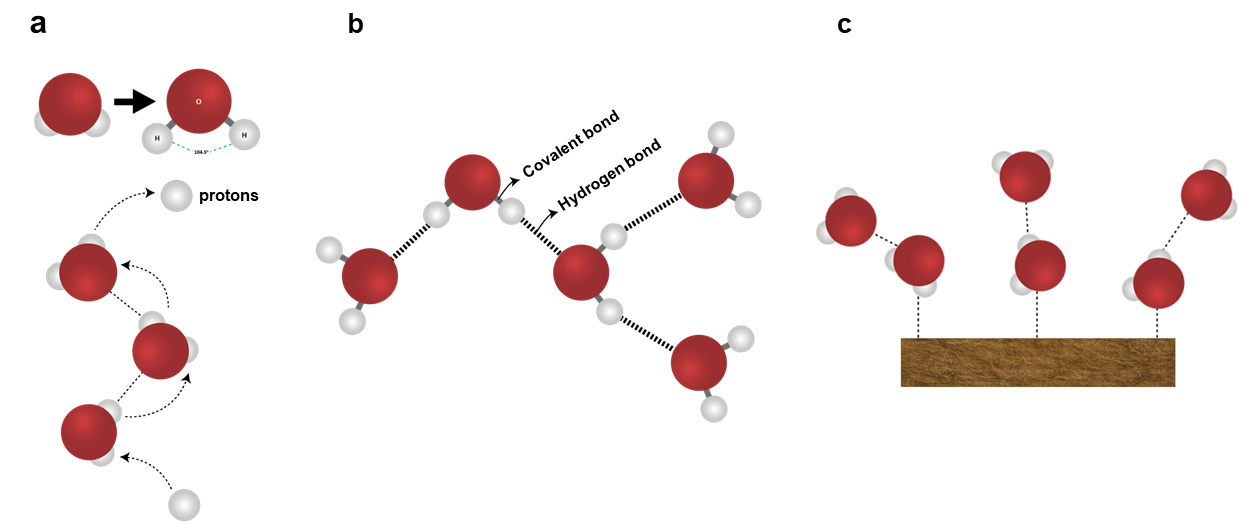 a
b
c
O
H
H
104.5°
protons
Covalent bond
Hydrogen bond